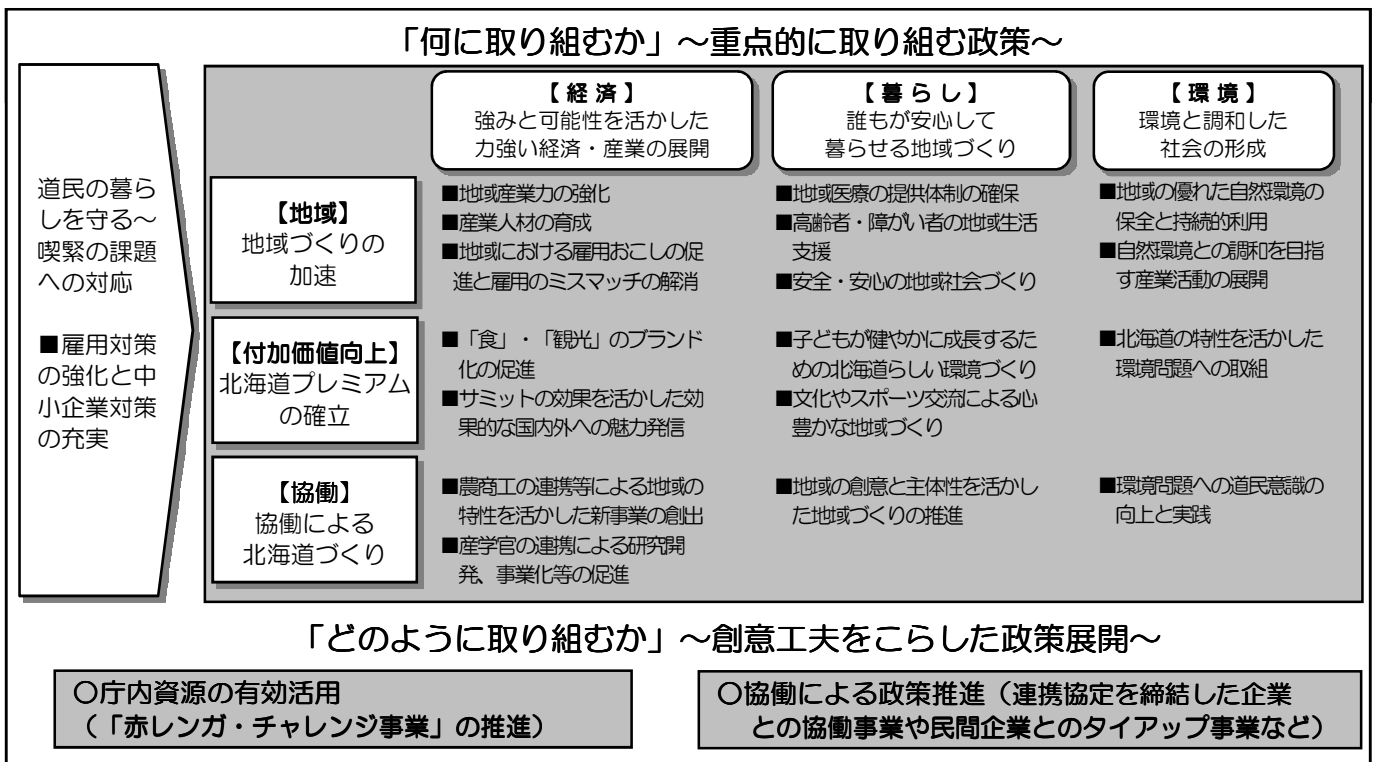 「何に取り組むか」～重点的に取り組む政策～
道民の暮ら
しを守る～
喫緊の課題
への対応
■雇用対策
の強化と中
小企業対策
の充実
【経済】
強みと可能性を活かした
力強い経済・産業の展開
【暮らし】
誰もが安心して
暮らせる地域づくり
【環境】
環境と調和した
社会の形成
【地域】
地域づくりの
加速
■地域産業力の強化
■産業人材の育成
■地域における雇用おこしの促
進と雇用のミスマッチの解消
■地域医療の提供体制の確保
■高齢者・障がい者の地域生活
支援
■安全・安心の地域社会づくり
■地域の優れた自然環境の
保全と持続的利用
■自然環境との調和を目指
す産業活動の展開
【付加価値向上】
北海道プレミアム
の確立
■「食」・「観光」のブランド
化の促進
■サミットの効果を活かした効
果的な国内外への魅力発信
■子どもが健やかに成長するた
めの北海道らしい環境づくり
■文化やスポーツ交流による心
豊かな地域づくり
■北海道の特性を活かした
環境問題への取組
【協働】
協働による
北海道づくり
■農商工の連携等による地域の
特性を活かした新事業の創出
■産学官の連携による研究開
発、事業化等の促進
■地域の創意と主体性を活かし
た地域づくりの推進
■環境問題への道民意識の
向上と実践
「どのように取り組むか」～創意工夫をこらした政策展開～
○庁内資源の有効活用
（「赤レンガ・チャレンジ事業」の推進）
○協働による政策推進（連携協定を締結した企業
との協働事業や民間企業とのタイアップ事業など）